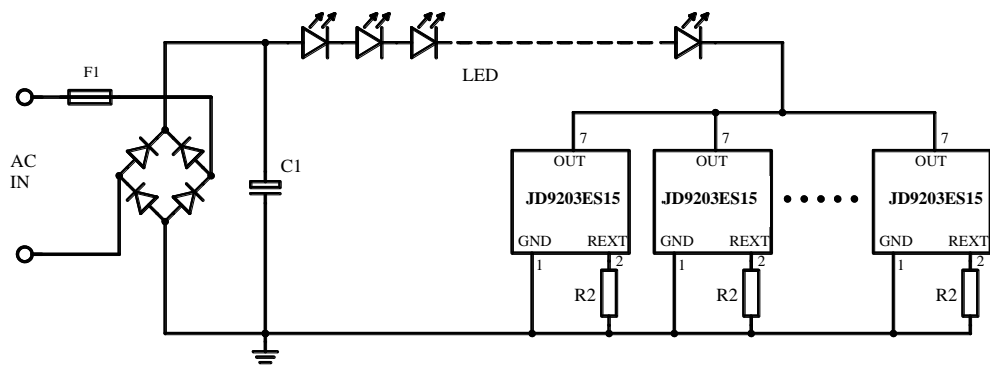 F1
LED
AC
IN
C1
7
7
7
OUT
OUT
OUT
JD9203ES15
JD9203ES15
JD9203ES15
GND
REXT
GND
REXT
GND
REXT
1
2
1
2
1
2
R2
R2
R2